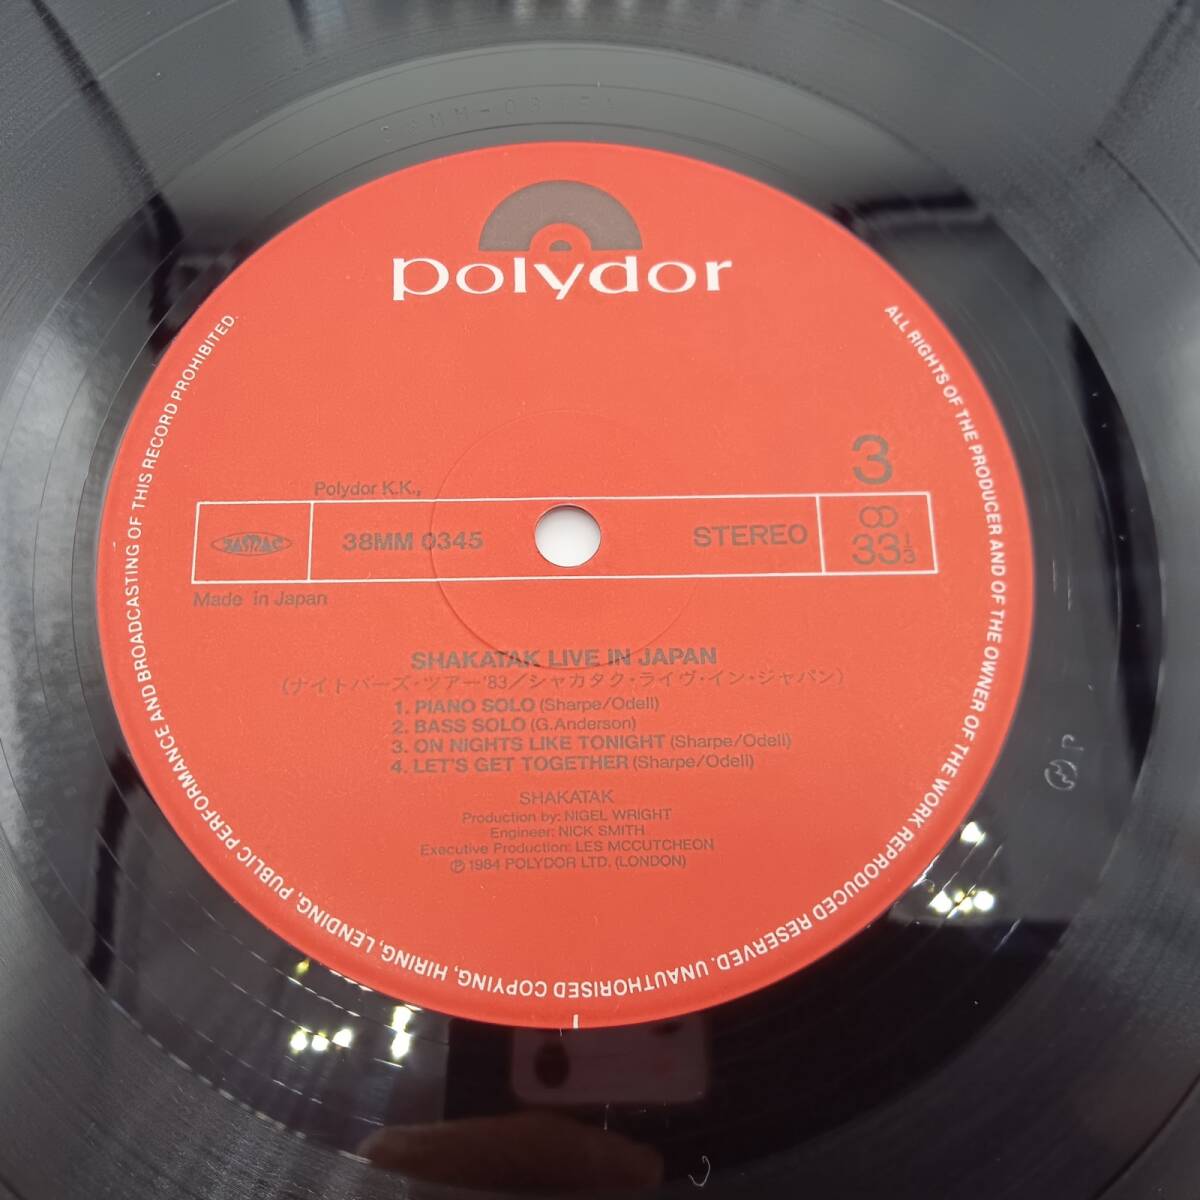 polydor
3
Polydor K.K.,
JASRAC
38MM 0345
STEREO
33 1/3
Made in Japan
SHAKATAK LIVE IN JAPAN
(ナイトバーズ・ツアー'83/シャカタク・ライヴ・イン・ジャパン)
1. PIANO SOLO (Sharpe/Odell)
2. BASS SOLO (G.Anderson)
3. ON NIGHTS LIKE TONIGHT (Sharpe/Odell)
4. LET'S GET TOGETHER (Sharpe/Odell)
SHAKATAK
Production by: NIGEL WRIGHT
Engineer: NICK SMITH
Executive Production: LES MCCUTCHEON
Ⓟ 1984 POLYDOR LTD. (LONDON)
ALL RIGHTS OF THE PRODUCER AND OF THE OWNER OF THE WORK REPRODUCED RESERVED. UNAUTHORISED COPYING, HIRING, LENDING, PUBLIC PERFORMANCE AND BROADCASTING OF THIS RECORD PROHIBITED.